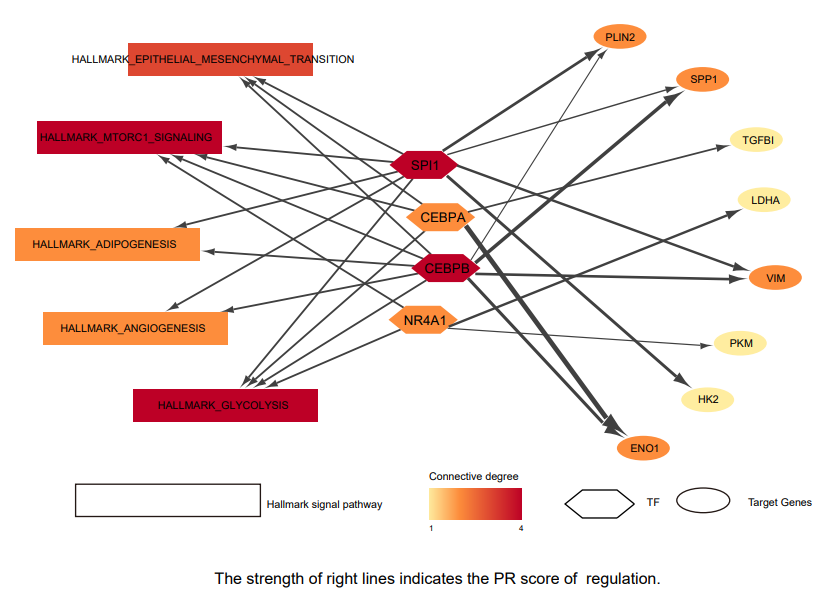 PLIN2
HALLMARK_EPITHELIAL_MESENCHYMAL_TRANSITION
SPP1
HALLMARK_MTORC1_SIGNALING
TGFBI
SPI1
LDHA
CEBPA
HALLMARK_ADIPOGENESIS
CEBPB
VIM
HALLMARK_ANGIOGENESIS
NR4A1
PKM
HALLMARK_GLYCOLYSIS
HK2
ENO1
Connective degree
Hallmark signal pathway
TF
Target Genes
1
4
The strength of right lines indicates the PR score of regulation.